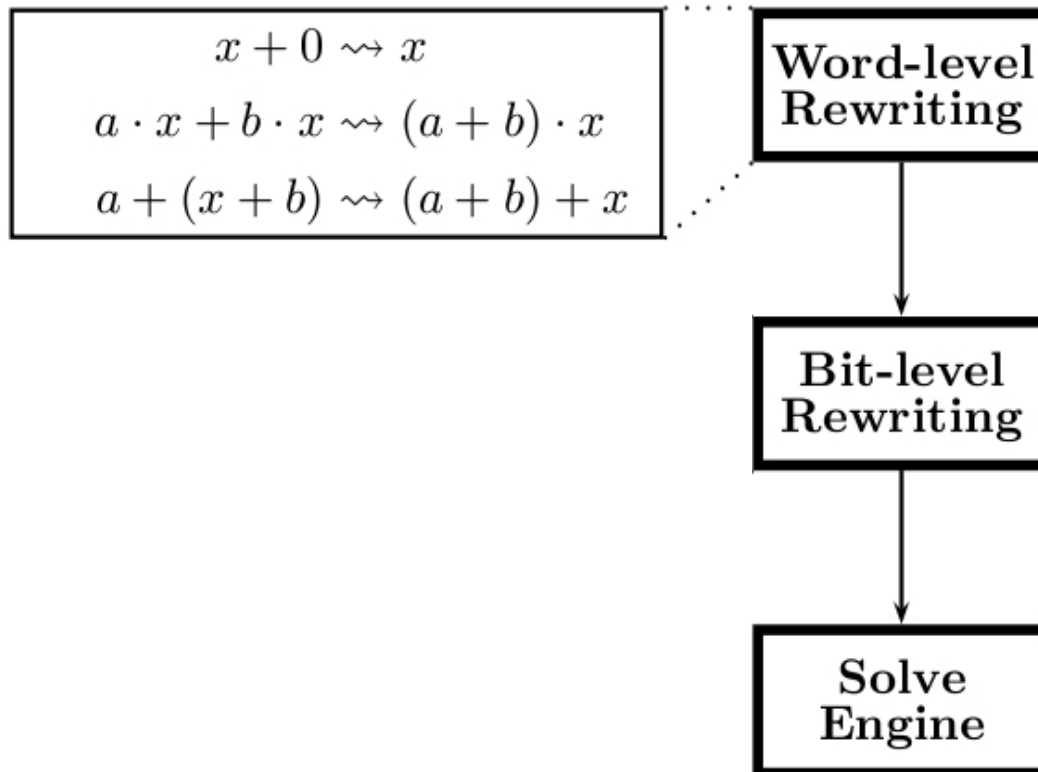 x + 0 ⇝ x
a · x + b · x ⇝ (a + b) · x
a + (x + b) ⇝ (a + b) + x
Word-level
Rewriting
Bit-level
Rewriting
Solve
Engine